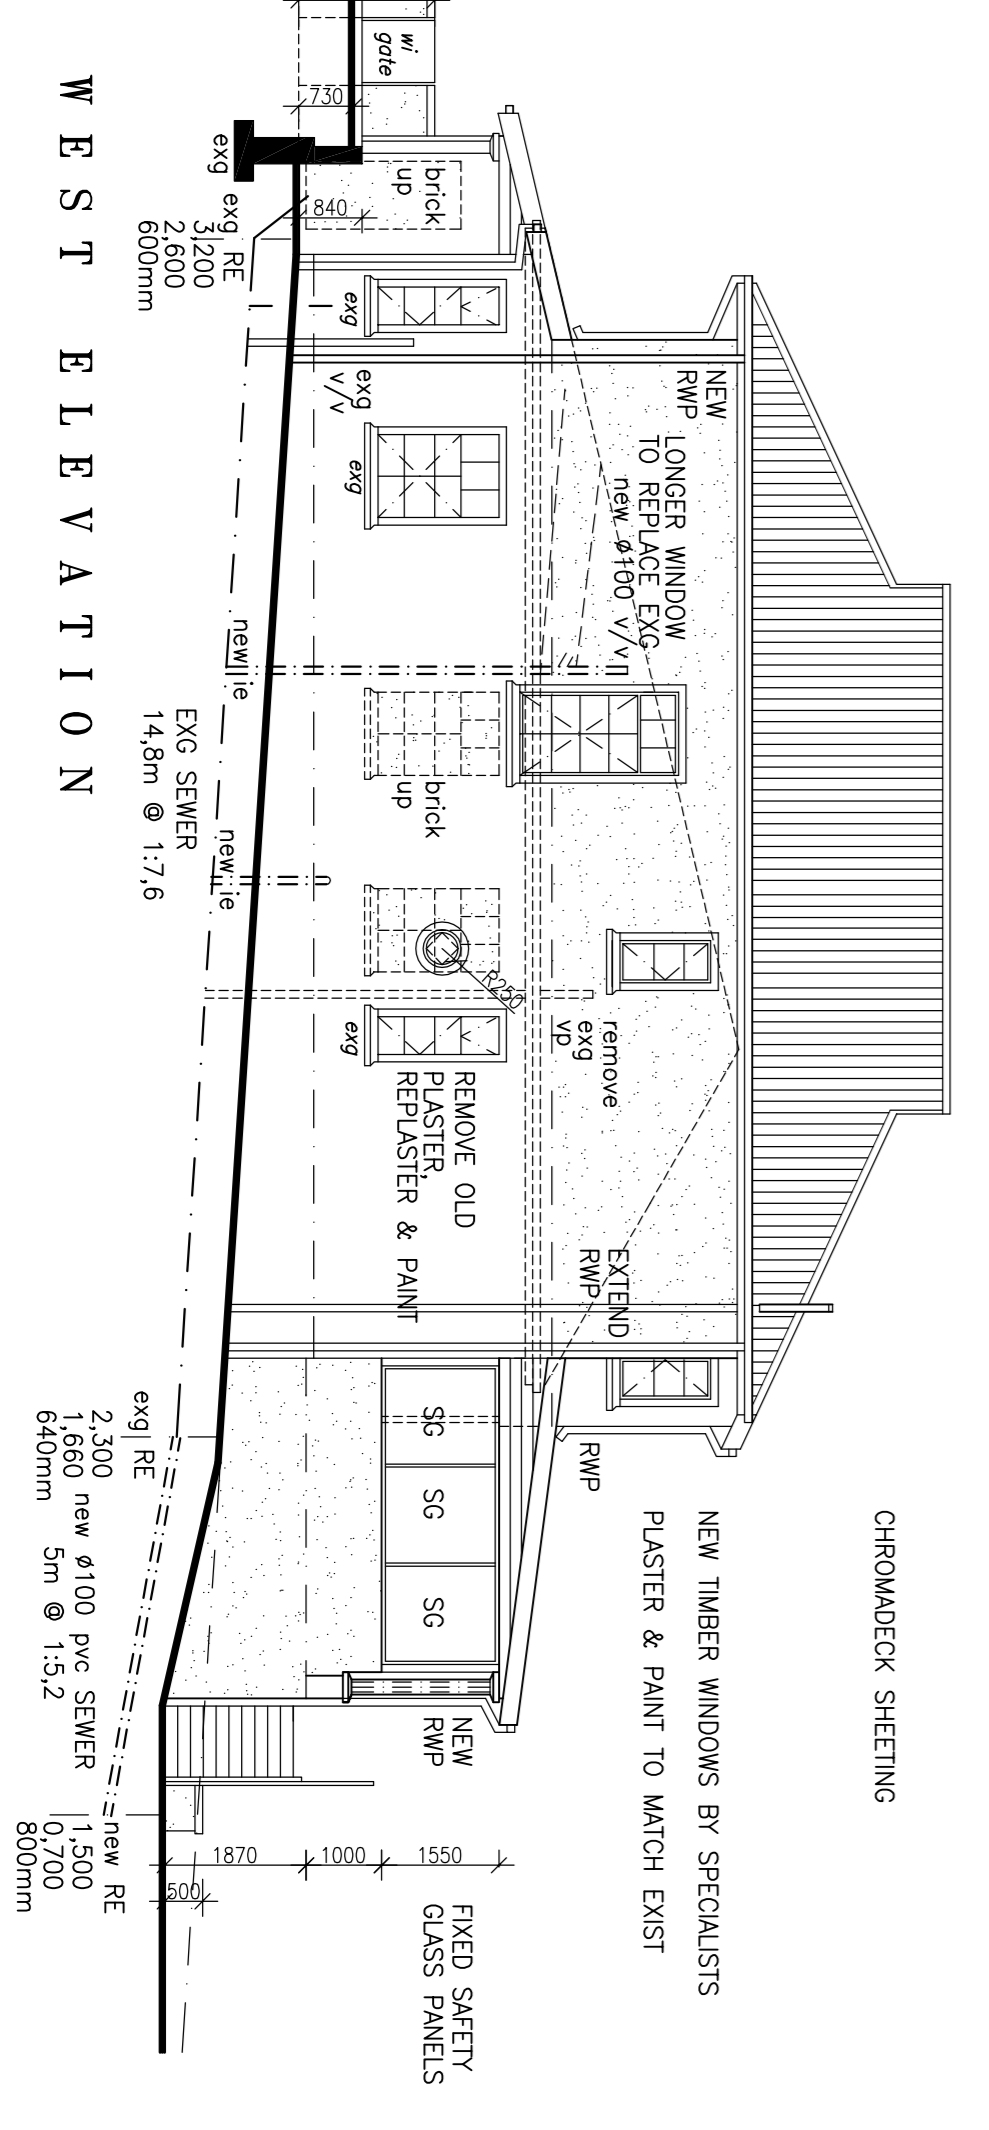 CHROMADECK SHEETING
NEW TIMBER WINDOWS BY SPECIALISTS
PLASTER & PAINT TO MATCH EXIST
NEW
RWP
LONGER WINDOW
TO REPLACE EXG
new ø100 v/v
remove
exg
vp
EXTEND
RWP
RWP
wi
gate
730
brick
up
840
exg
exg
v/v
exg
brick
up
R250
exg
REMOVE OLD
PLASTER,
REPLASTER & PAINT
SG
SG
SG
NEW
RWP
FIXED SAFETY
GLASS PANELS
1550
1000
1870
500
exg
exg RE
3,200
2,600
600mm
new ie
new ie
EXG SEWER
14,8m @ 1:7,6
exg RE
2,300
1,660
640mm
new ø100 pvc SEWER
5m @ 1:5,2
new RE
1,500
0,700
800mm
WEST ELEVATION